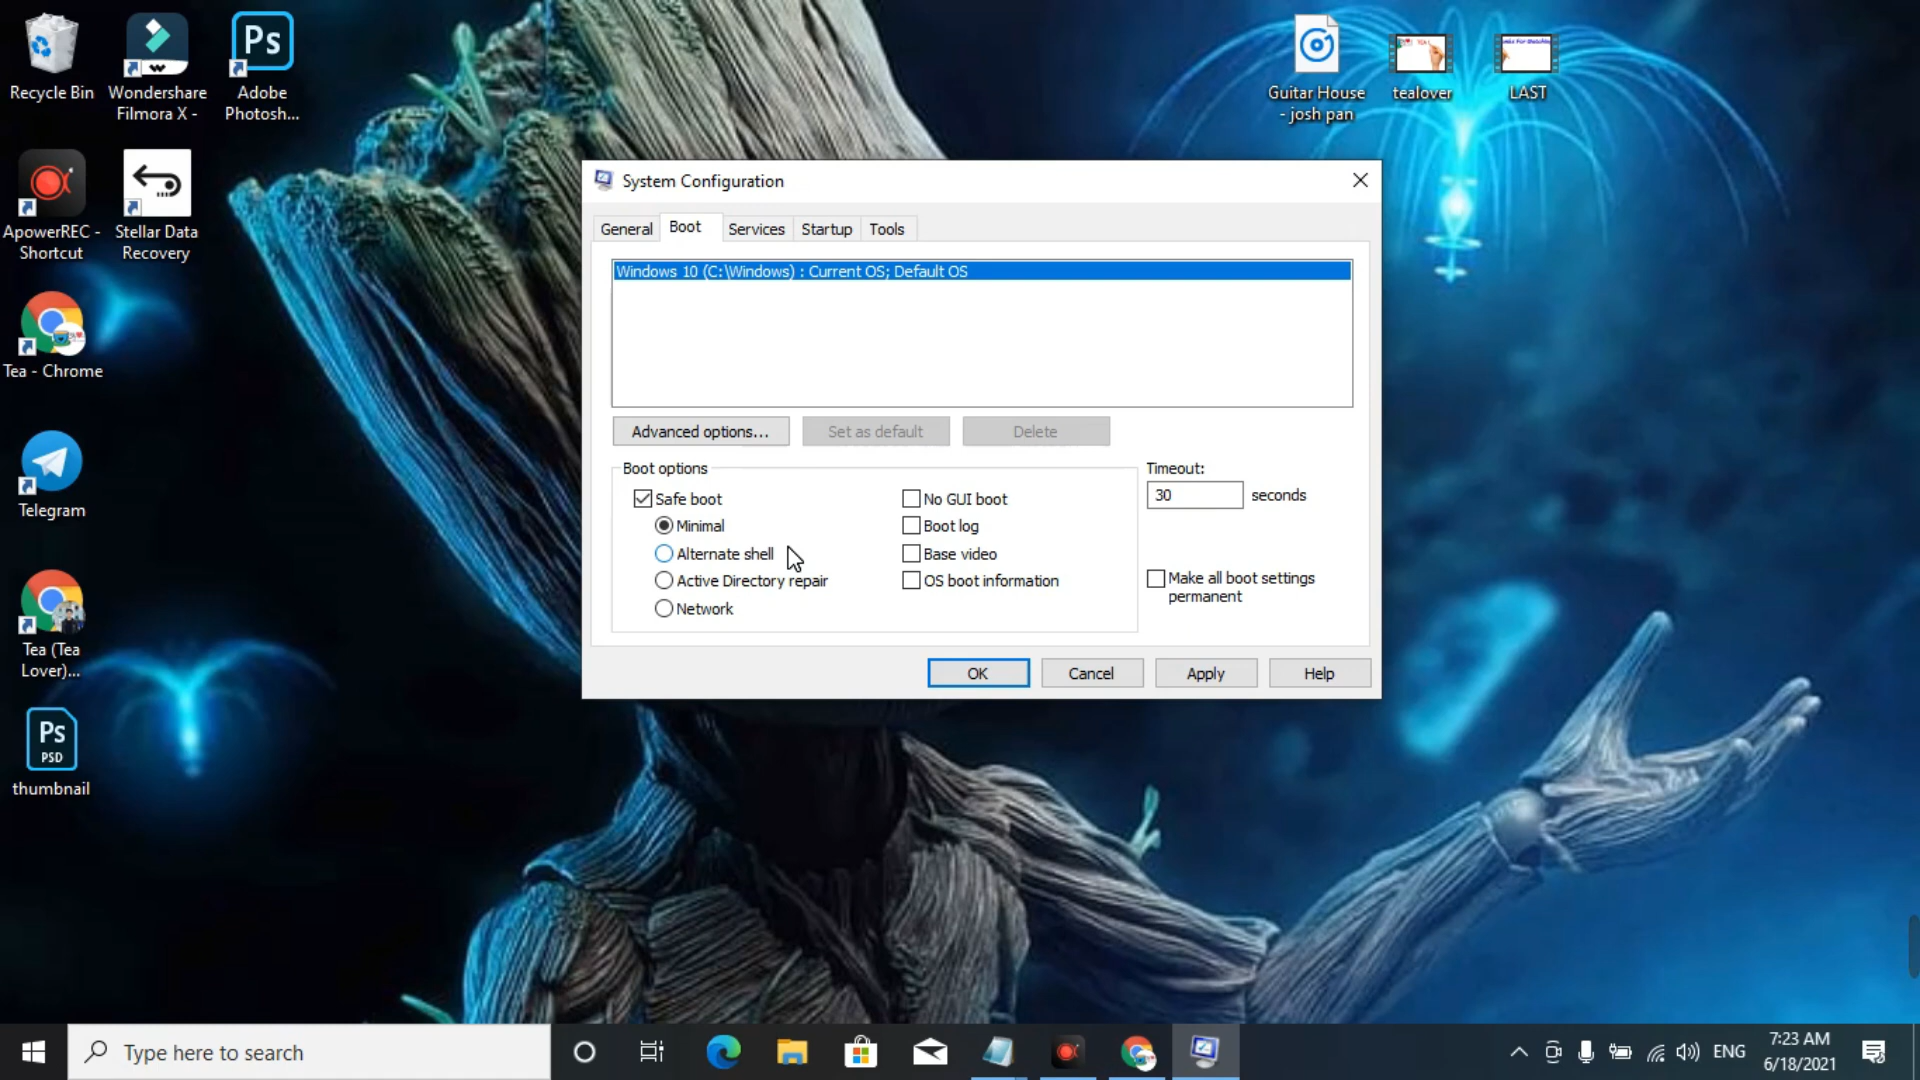 Recycle Bin
Wondershare
Filmora X -
Ps
Adobe
Photosh...
ApowerREC -
Shortcut
Stellar Data
Recovery
Tea - Chrome
Telegram
Tea (Tea
Lover)...
Ps
PSD
thumbnail
Guitar House
- josh pan
tealover
LAST
System Configuration
General
Boot
Services
Startup
Tools
Windows 10 (C:\Windows) : Current OS; Default OS
Advanced options...
Set as default
Delete
Boot options
Safe boot
Minimal
Alternate shell
Active Directory repair
Network
No GUI boot
Boot log
Base video
OS boot information
Timeout:
30 seconds
Make all boot settings
permanent
OK
Cancel
Apply
Help
Type here to search
ENG
7:23 AM
6/18/2021